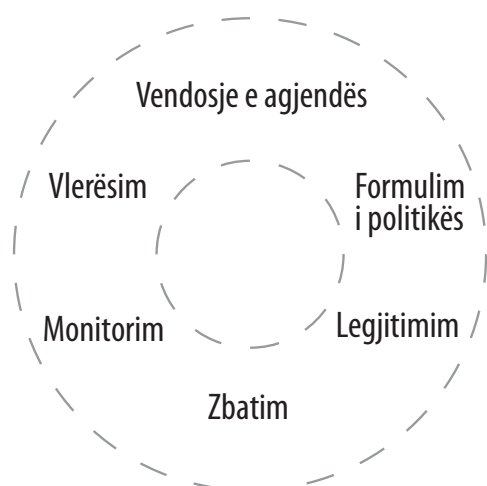 Vendosje e agjendës
Vlerësim
Formulim
i politikës
Monitorim
Legjitimim
Zbatim